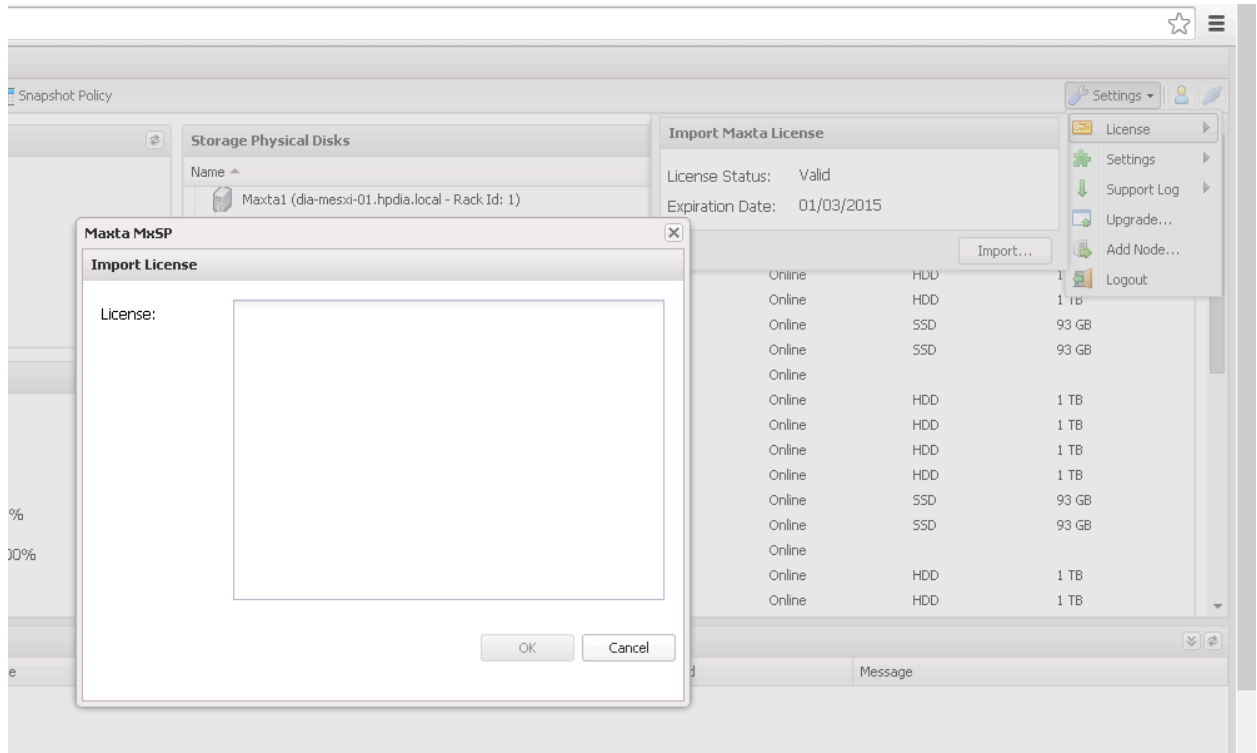 Snapshot Policy
Settings
Storage Physical Disks
Name
Maxta1 (dia-mesxi-01.hpdia.local - Rack Id: 1)
Import Maxta License
License Status: Valid
Expiration Date: 01/03/2015
Import...
License
Settings
Support Log
Upgrade...
Add Node...
Logout
Maxta MxSP
Import License
License:
OK
Cancel
Online HDD 1
Online HDD 1 TB
Online SSD 93 GB
Online SSD 93 GB
Online
Online HDD 1 TB
Online HDD 1 TB
Online HDD 1 TB
Online HDD 1 TB
Online SSD 93 GB
Online SSD 93 GB
Online
Online HDD 1 TB
Online HDD 1 TB
%
00%
e
d
Message